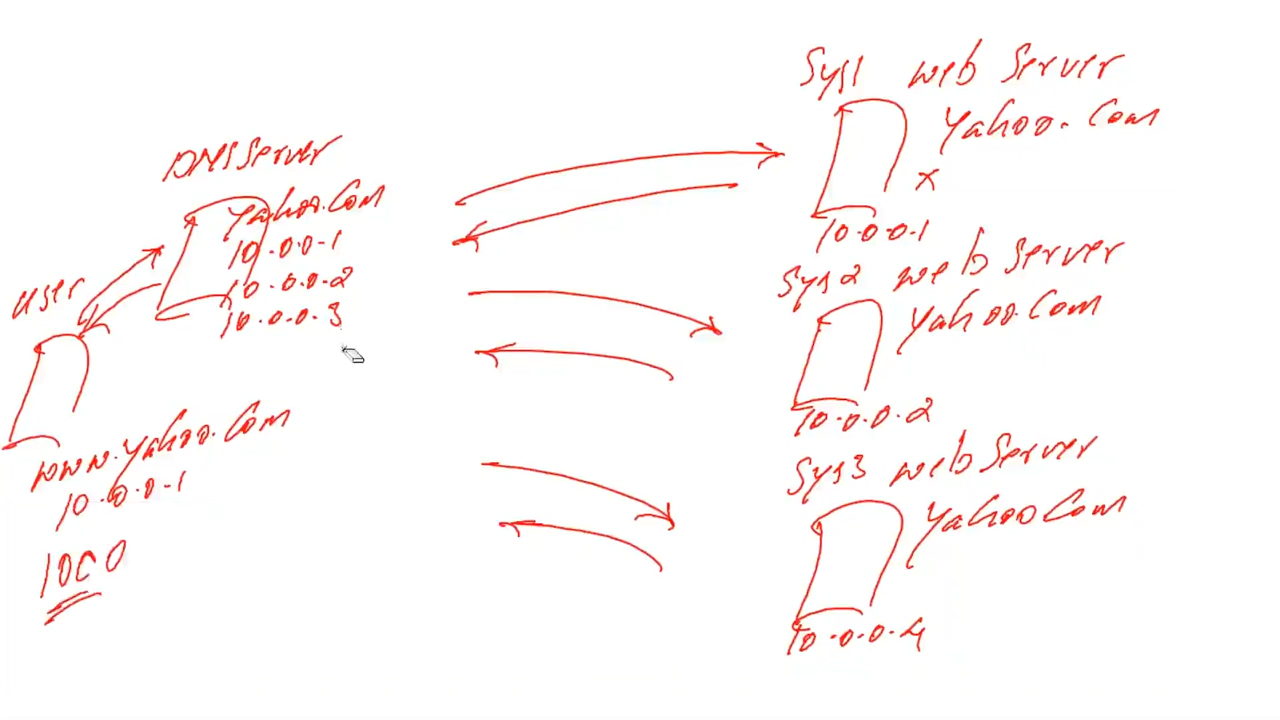 Sys1 Web Server
Yahoo.Com
x
10.0.0.1
DNS Server
Yahoo.Com
10.0.0.1
10.0.0.2
10.0.0.3
User
www.Yahoo.Com
10.0.0.1
1000
Sys2 Web Server
Yahoo.Com
10.0.0.2
Sys3 Web Server
Yahoo Com
10.0.0.4